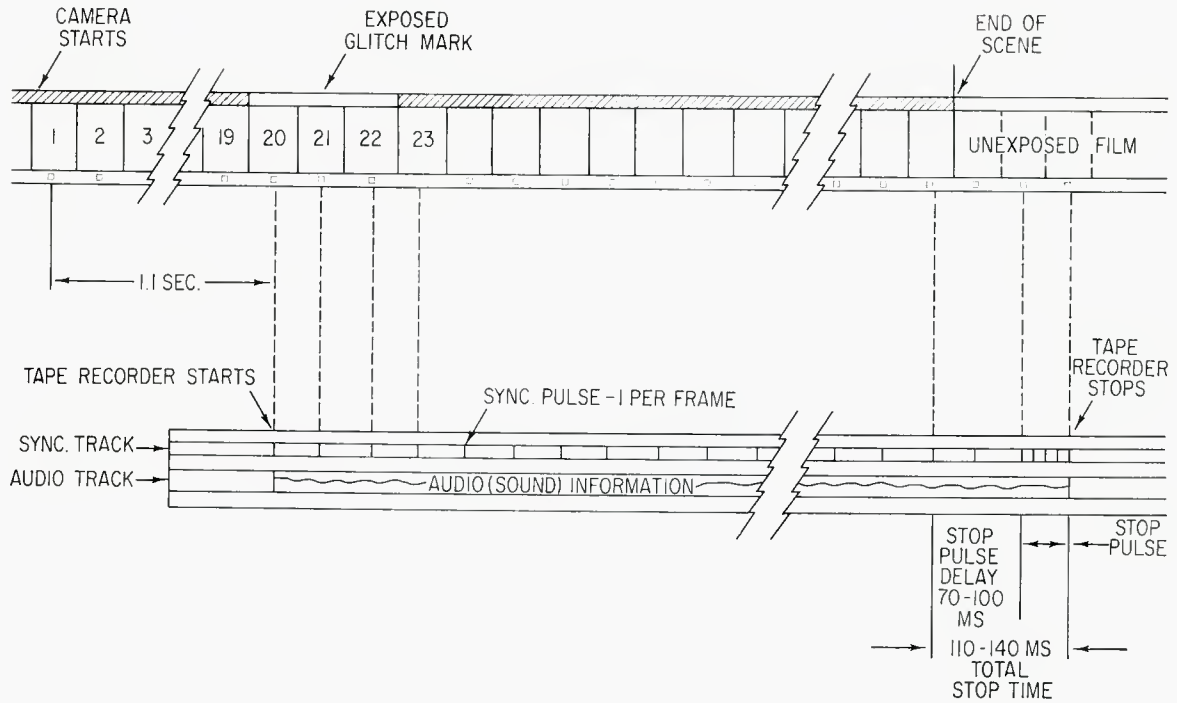 CAMERA
STARTS
EXPOSED
GLITCH MARK
END OF
SCENE
1 2 3 19 20 21 22 23 UNEXPOSED FILM
1.1 SEC.
TAPE RECORDER STARTS
TAPE
RECORDER
STOPS
SYNC. PULSE-1 PER FRAME
SYNC. TRACK
AUDIO TRACK
AUDIO (SOUND) INFORMATION
STOP
PULSE
DELAY
70-100
MS
STOP
PULSE
110-140 MS
TOTAL
STOP TIME